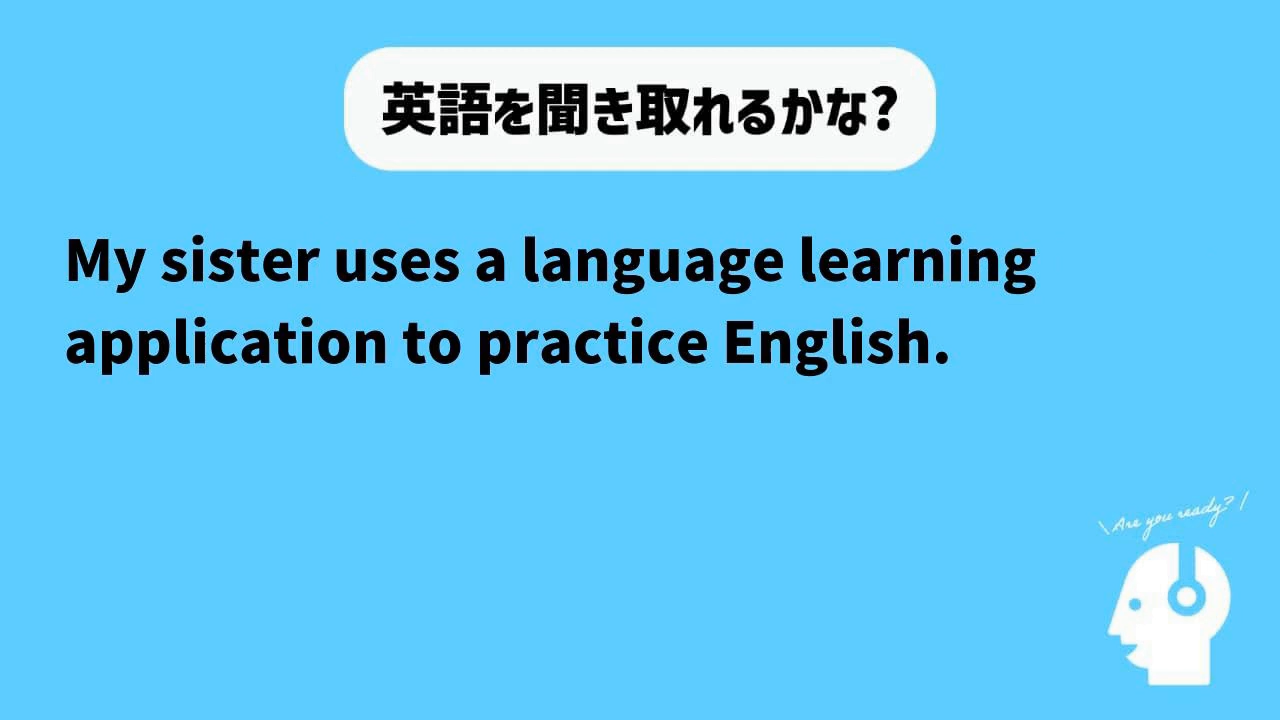 英語を聞き取れるかな?
My sister uses a language learning
application to practice English.
\Are you ready?/